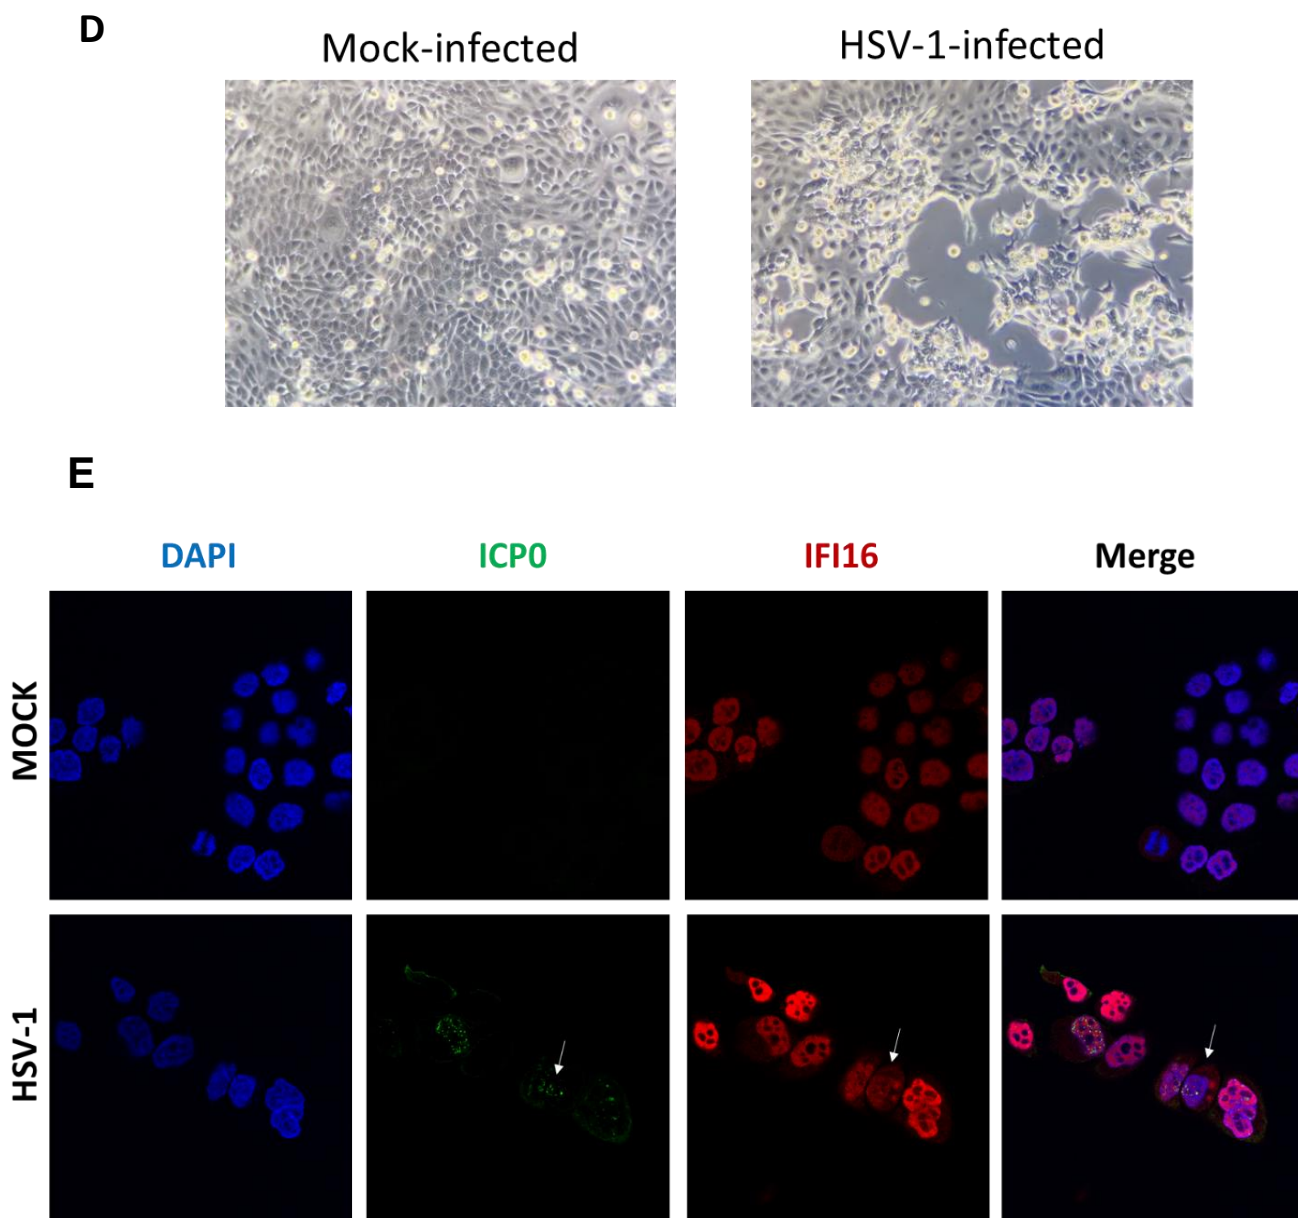 D
Mock-infected HSV-1-infected
E
DAPI ICP0 IFI16 Merge
MOCK
HSV-1